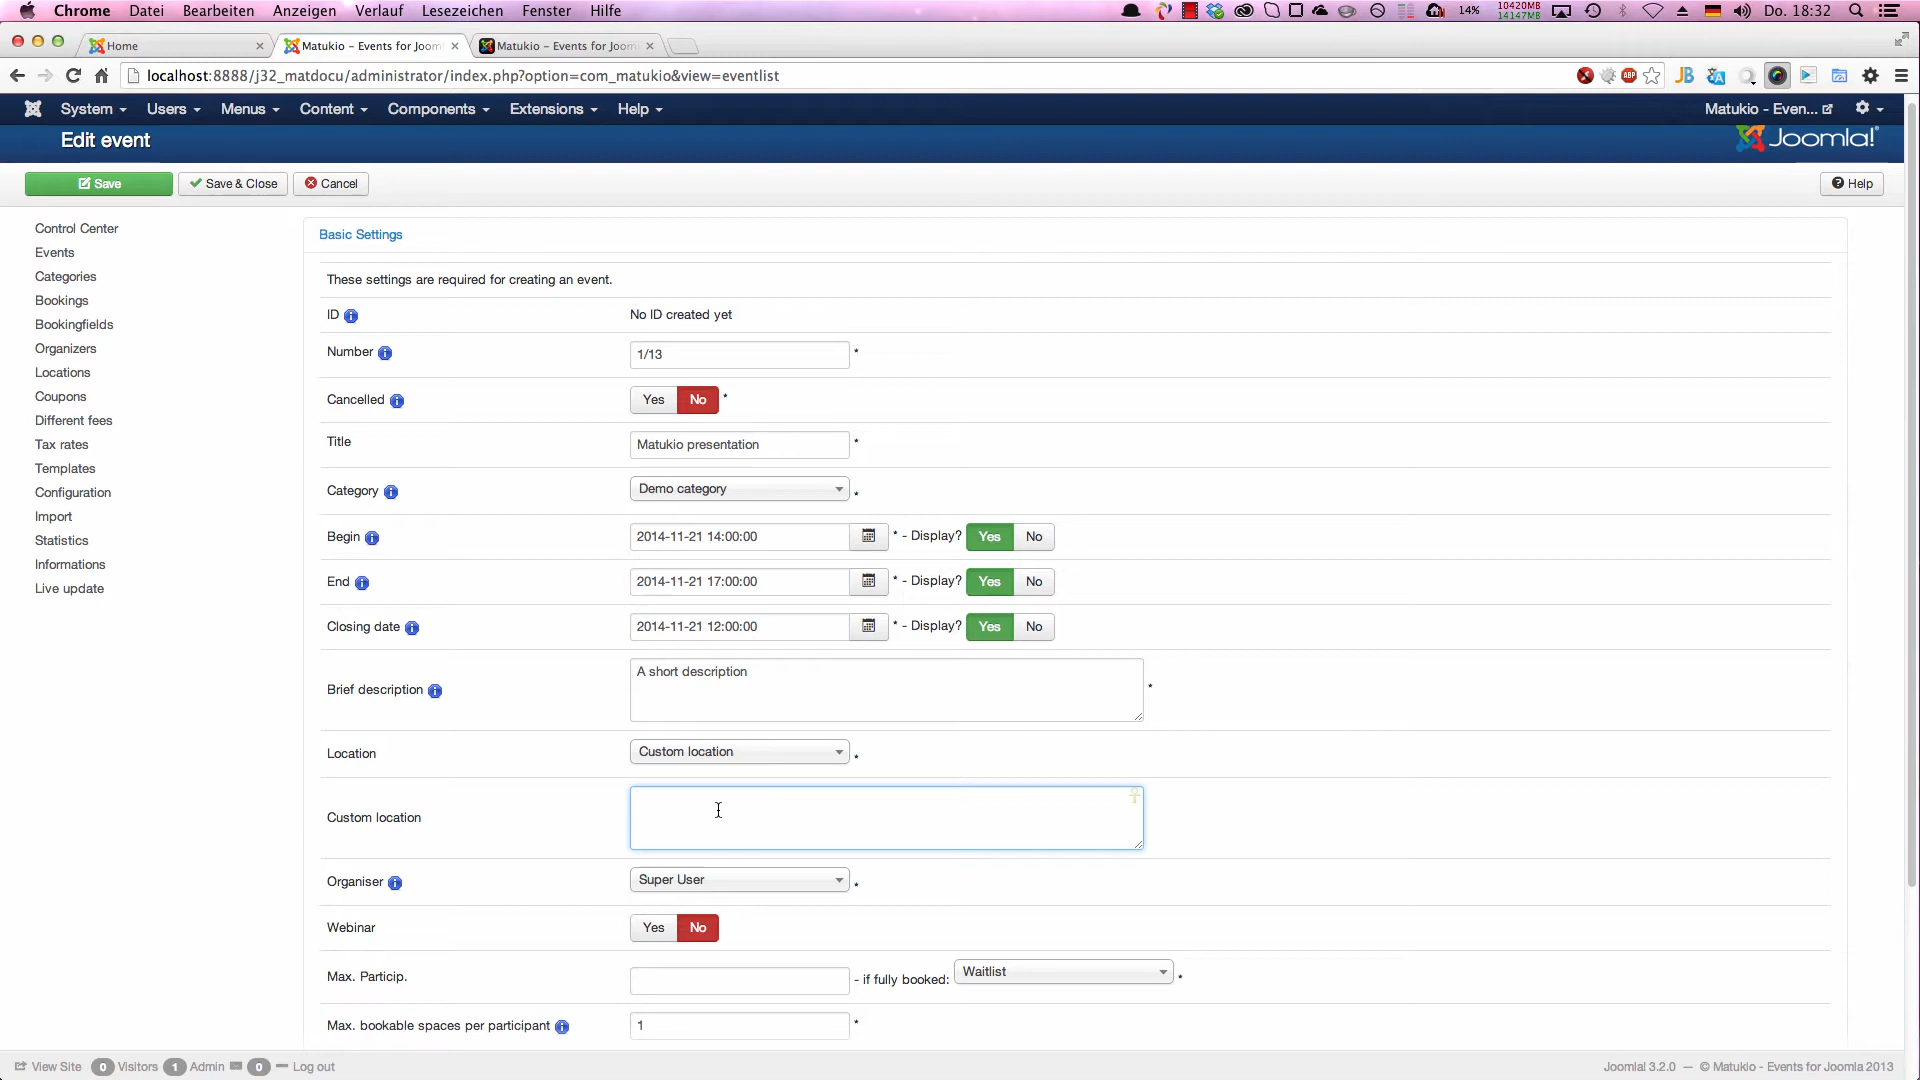 Chrome Datei Bearbeiten Anzeigen Verlauf Lesezeichen Fenster Hilfe 14% 10420MB 14147MB Do. 18:32
Home Matukio – Events for Joom Matukio – Events for Joom
localhost:8888/j32_matdocu/administrator/index.php?option=com_matukio&view=eventlist ABP JB
System Users Menus Content Components Extensions Help Matukio - Even...
Edit event Joomla!
Save Save & Close Cancel Help
Control Center
Events
Categories
Bookings
Bookingfields
Organizers
Locations
Coupons
Different fees
Tax rates
Templates
Configuration
Import
Statistics
Informations
Live update
Basic Settings
These settings are required for creating an event.
ID No ID created yet
Number 1/13 *
Cancelled Yes No *
Title Matukio presentation *
Category Demo category *
Begin 2014-11-21 14:00:00 * - Display? Yes No
End 2014-11-21 17:00:00 * - Display? Yes No
Closing date 2014-11-21 12:00:00 * - Display? Yes No
Brief description A short description *
Location Custom location *
Custom location
Organiser Super User *
Webinar Yes No
Max. Particip. - if fully booked: Waitlist *
Max. bookable spaces per participant 1 *
View Site 0 Visitors 1 Admin 0 Log out Joomla! 3.2.0 — © Matukio - Events for Joomla 2013